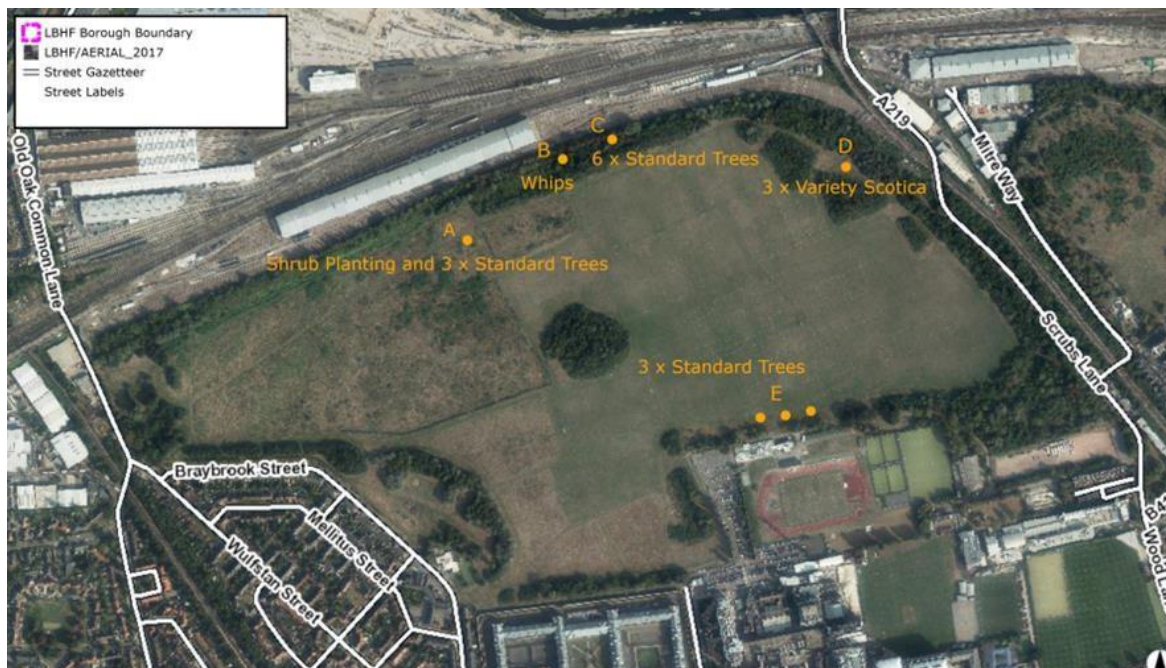 LBHF Borough Boundary
LBHF/AERIAL_2017
Street Gazetteer
Street Labels
Old Oak Common Lane
A219
Mitre Way
C
B
6 x Standard Trees
D
Whips
3 x Variety Scotica
A
Shrub Planting and 3 x Standard Trees
Scrubs Lane
3 x Standard Trees
E
Braybrook Street
Mellitus Street
Wulfstan Street
B4
Wood La